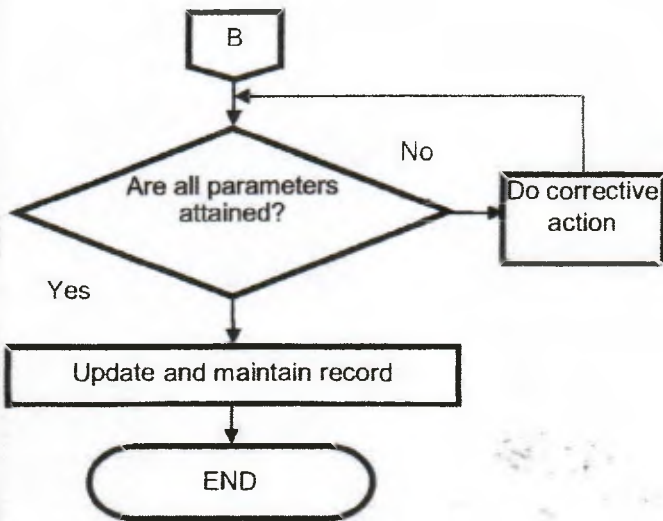 B
No
Are all parameters
attained?
Do corrective
action
Yes
Update and maintain record
END